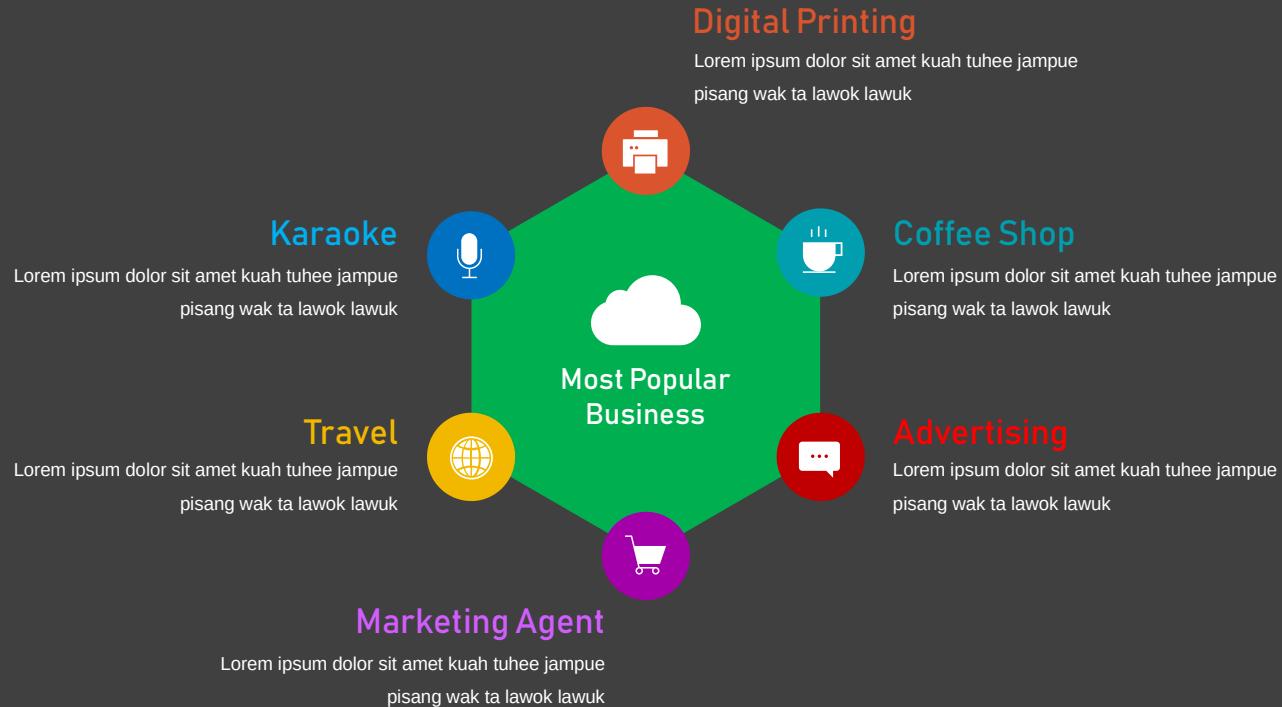 Digital Printing
Lorem ipsum dolor sit amet kuah tuhee jampue
pisang wak ta lawok lawuk
Karaoke
Lorem ipsum dolor sit amet kuah tuhee jampue
pisang wak ta lawok lawuk
Coffee Shop
Lorem ipsum dolor sit amet kuah tuhee jampue
pisang wak ta lawok lawuk
Most Popular
Business
Travel
Lorem ipsum dolor sit amet kuah tuhee jampue
pisang wak ta lawok lawuk
Advertising
Lorem ipsum dolor sit amet kuah tuhee jampue
pisang wak ta lawok lawuk
Marketing Agent
Lorem ipsum dolor sit amet kuah tuhee jampue
pisang wak ta lawok lawuk